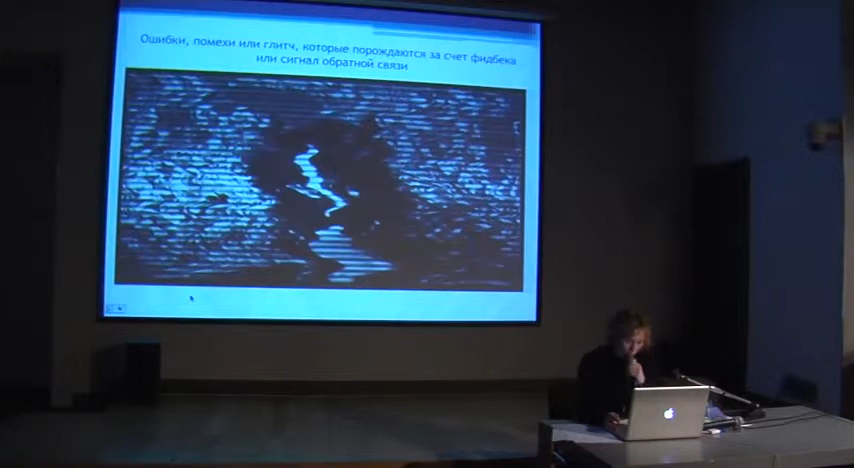 Ошибки, помехи или глитч, которые порождаются за счет фидбека
или сигнал обратной связи